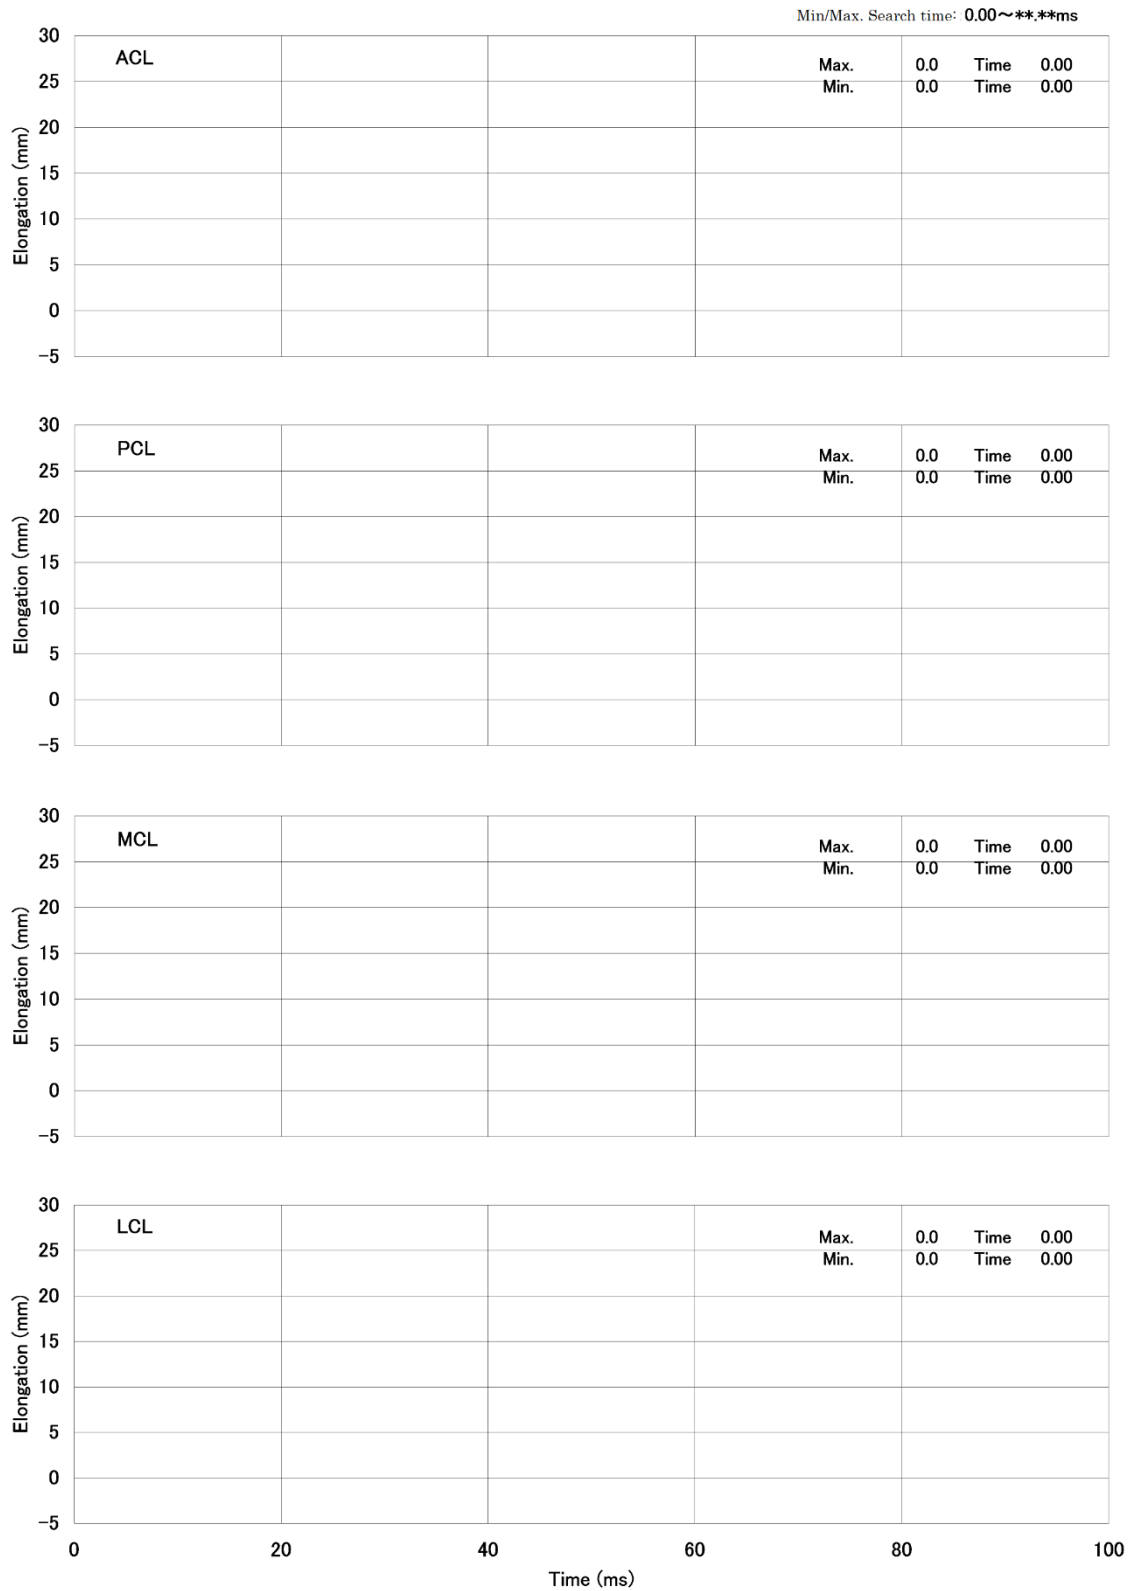 Min/Max. Search time: 0.00～**.**ms
30
ACL
Max. 0.0 Time 0.00
25
Min. 0.0 Time 0.00
20
15
10
5
0
-5
Elongation (mm)
30
PCL
Max. 0.0 Time 0.00
25
Min. 0.0 Time 0.00
20
15
10
5
0
-5
Elongation (mm)
30
MCL
Max. 0.0 Time 0.00
25
Min. 0.0 Time 0.00
20
15
10
5
0
-5
Elongation (mm)
30
LCL
Max. 0.0 Time 0.00
25
Min. 0.0 Time 0.00
20
15
10
5
0
-5
Elongation (mm)
0 20 40 60 80 100
Time (ms)